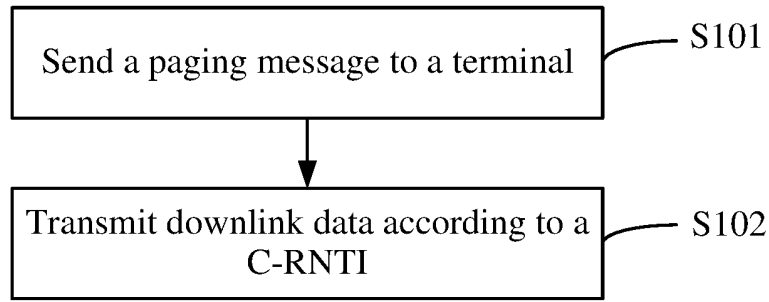 Send a paging message to a terminal
S101
Transmit downlink data according to a
C-RNTI
S102